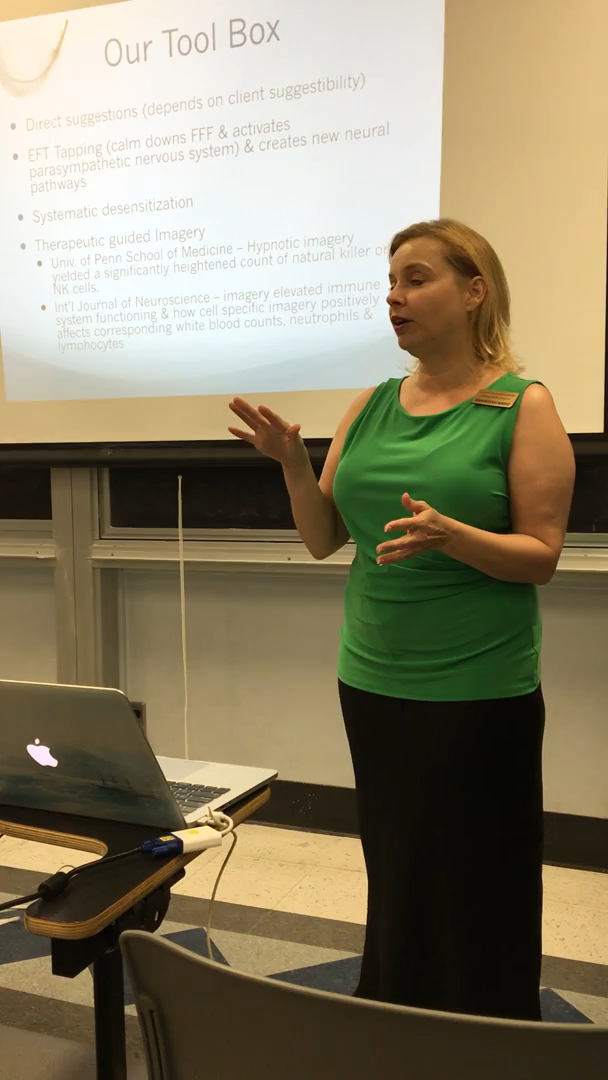 Our Tool Box
• Direct suggestions (depends on client suggestibility)
• EFT Tapping (calm downs FFF & activates
parasympathetic nervous system) & creates new neural
pathways
• Systematic desensitization
• Therapeutic guided Imagery
• Univ. of Penn School of Medicine – Hypnotic imagery
yielded a significantly heightened count of natural killer or
NK cells.
• Int'l Journal of Neuroscience – imagery elevated immune
system functioning & how cell specific imagery positively
affects corresponding white blood counts, neutrophils &
lymphocytes